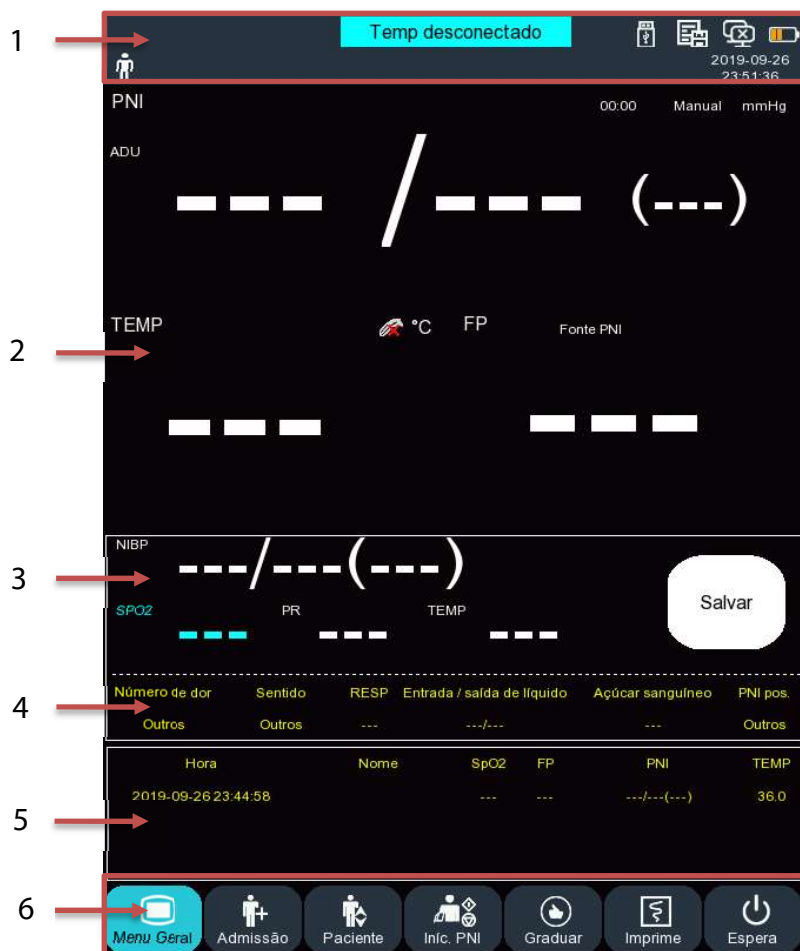 1
Temp desconectado
2019-09-26
23:51:36
PNI
00:00 Manual mmHg
ADU
--- / --- (---)
2
TEMP °C FP Fonte PNI
--- ---
3
NIBP
---/---(---)
Salvar
SPO2 PR TEMP
--- --- ---
4
Número de dor Sentido RESP Entrada / saída de líquido Açúcar sanguíneo PNI pos.
Outros Outros --- ---/--- --- Outros
5
Hora Nome SpO2 FP PNI TEMP
2019-09-26 23:44:58 --- --- ---/---(---) 36.0
6
Menu Geral Admissão Paciente Iníc. PNI Graduar Imprime Espera